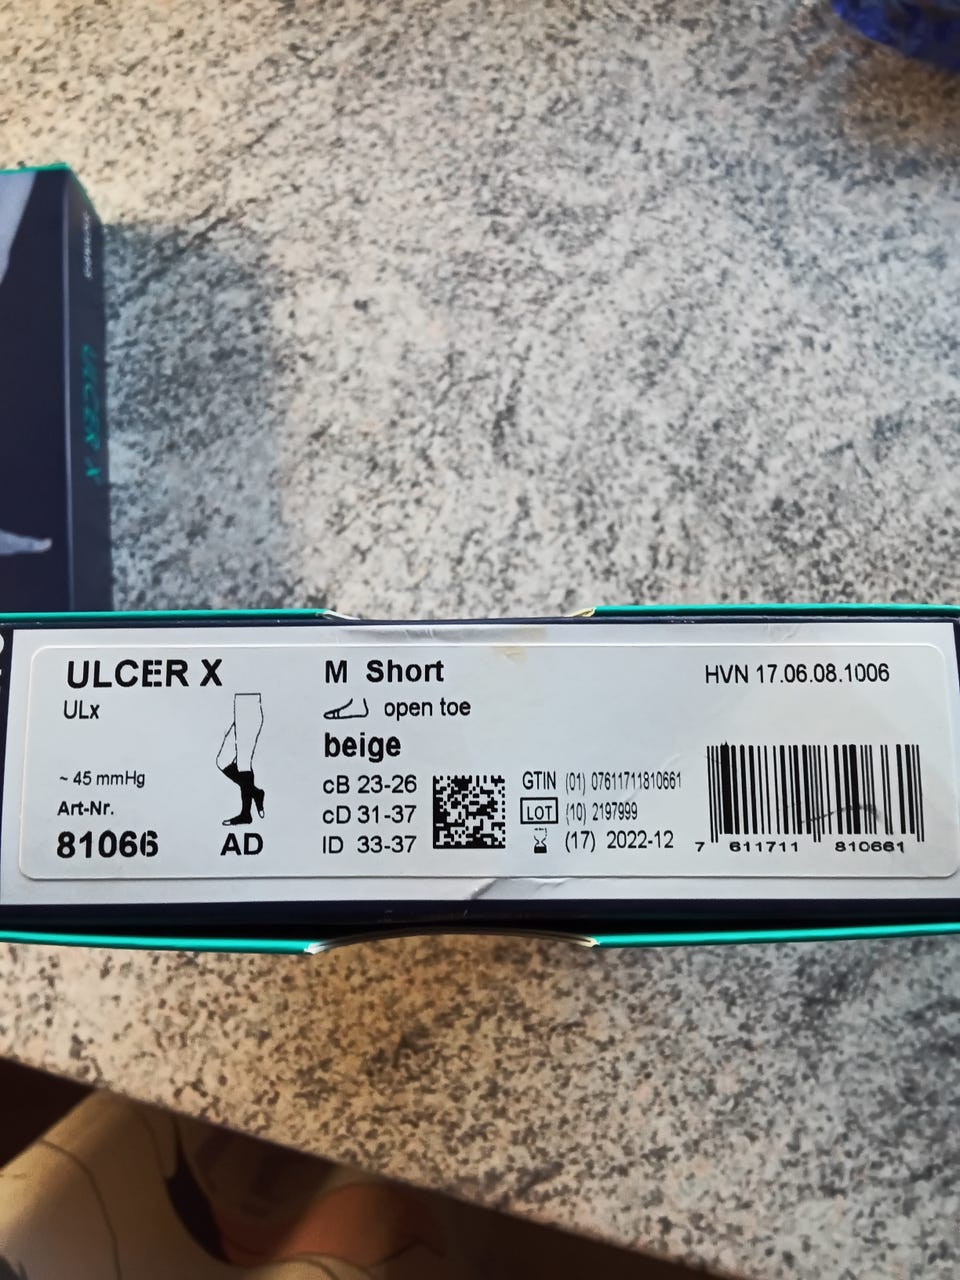 ULCER X
ULCER X
ULx
~ 45 mmHg
Art-Nr.
81066
AD
M Short
open toe
beige
cB 23-26
cD 31-37
ID 33-37
GTIN (01) 07611711810661
LOT (10) 2197999
(17) 2022-12
HVN 17.06.08.1006
7 611711 810661